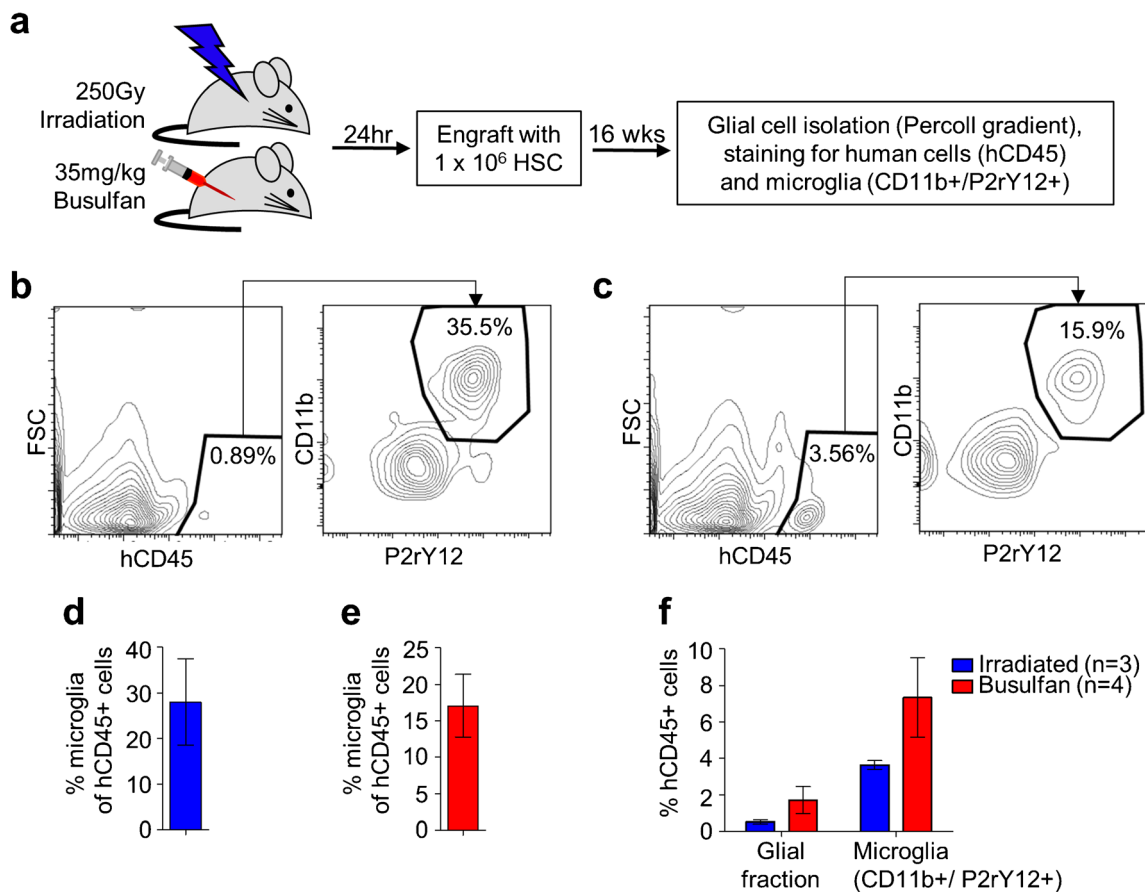 a
250Gy
Irradiation
35mg/kg
Busulfan
24hr
Engraft with
1 x 10⁶ HSC
16 wks
Glial cell isolation (Percoll gradient),
staining for human cells (hCD45)
and microglia (CD11b+/P2rY12+)
b
FSC
0.89%
hCD45
CD11b
35.5%
P2rY12
c
FSC
3.56%
hCD45
CD11b
15.9%
P2rY12
d
% microglia
of hCD45+ cells
40
30
20
10
0
e
% microglia
of hCD45+ cells
25
20
15
10
5
0
f
% hCD45+ cells
10
8
6
4
2
0
Glial
fraction
Microglia
(CD11b+/ P2rY12+)
Irradiated (n=3)
Busulfan (n=4)